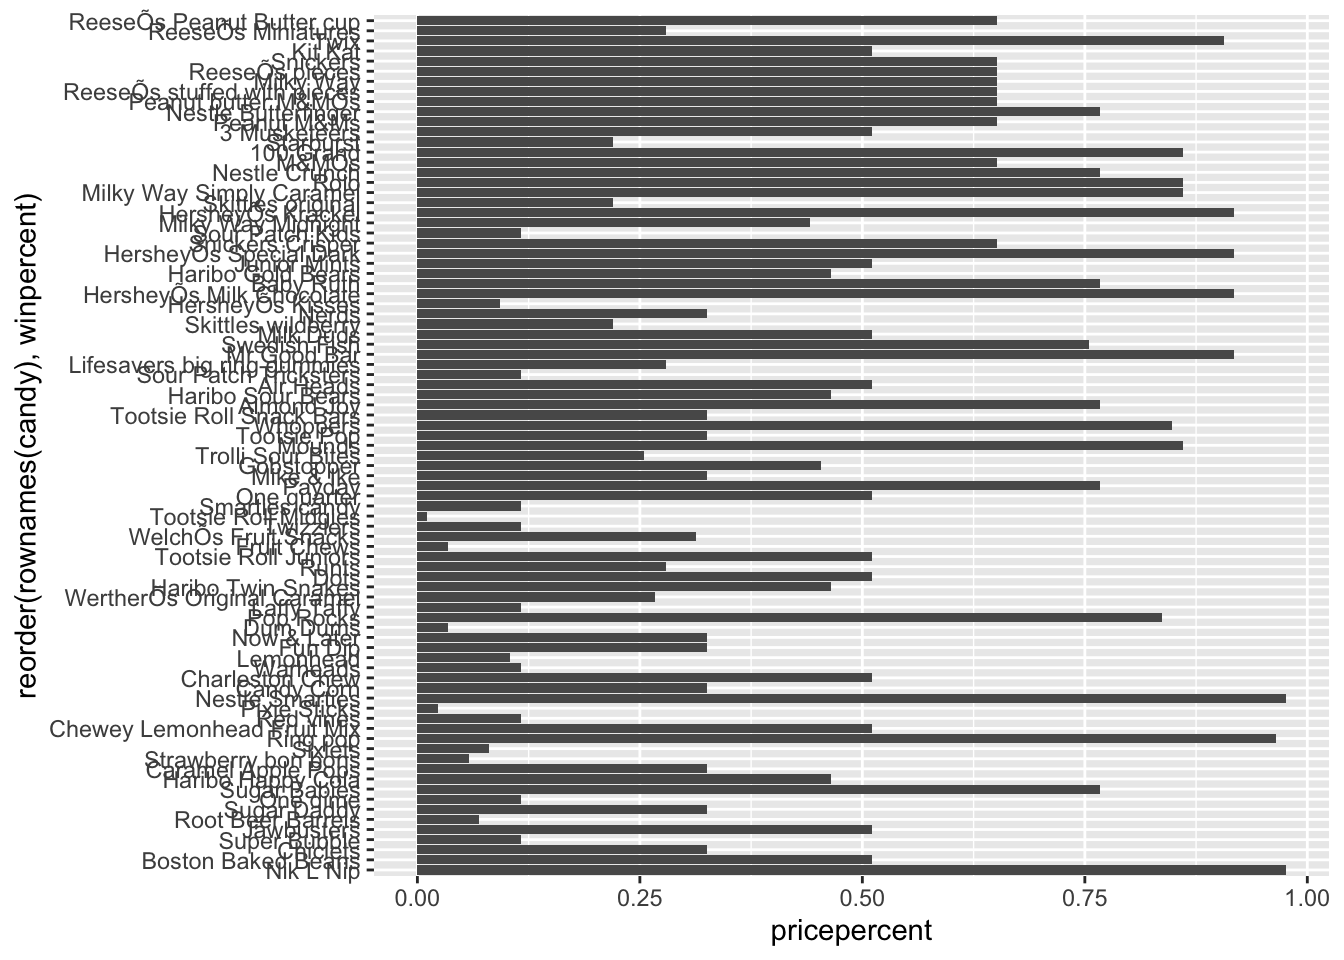 ReeseÕs Peanut Butter cup
ReeseÕs Miniatures
Twix
Kit Kat
Snickers
ReeseÕs pieces
Milky Way
ReeseÕs stuffed with pieces
Peanut butter M&MÕs
Nestle Butterfinger
Peanut M&Ms
3 Musketeers
Starburst
100 Grand
M&MÕs
Nestle Crunch
Rolo
Milky Way Simply Caramel
Skittles original
HersheyÕs Krackel
Milky Way Midnight
Sour Patch Kids
Snickers Crisper
HersheyÕs Special Dark
Junior Mints
Haribo Gold Bears
Baby Ruth
HersheyÕs Milk Chocolate
HersheyÕs Kisses
Nerds
Skittles wildberry
Milk Duds
Swedish Fish
Mr Good Bar
Lifesavers big ring gummies
Sour Patch Tricksters
Air Heads
Haribo Sour Bears
Almond Joy
Tootsie Roll Snack Bars
Whoppers
Tootsie Pop
Mounds
Trolli Sour Bites
Gobstopper
Mike & Ike
Payday
One quarter
Smarties candy
Tootsie Roll Midgies
Twizzlers
WelchÕs Fruit Snacks
Fruit Chews
Tootsie Roll Juniors
Runts
Dots
Haribo Twin Snakes
WertherÕs Original Caramel
Laffy Taffy
Pop Rocks
Dum Dums
Now & Later
Fun Dip
Lemonhead
Warheads
Charleston Chew
Candy Corn
Nestle Smarties
Pixie Sticks
Red vines
Chewey Lemonhead Fruit Mix
Ring pop
Sixlets
Strawberry bon bons
Caramel Apple Pops
Haribo Happy Cola
Sugar Babies
One dime
Sugar Daddy
Root Beer Barrels
Jawbusters
Super Bubble
Chiclets
Boston Baked Beans
Nik L Nip
reorder(rownames(candy), winpercent)
0.00 0.25 0.50 0.75 1.00
pricepercent